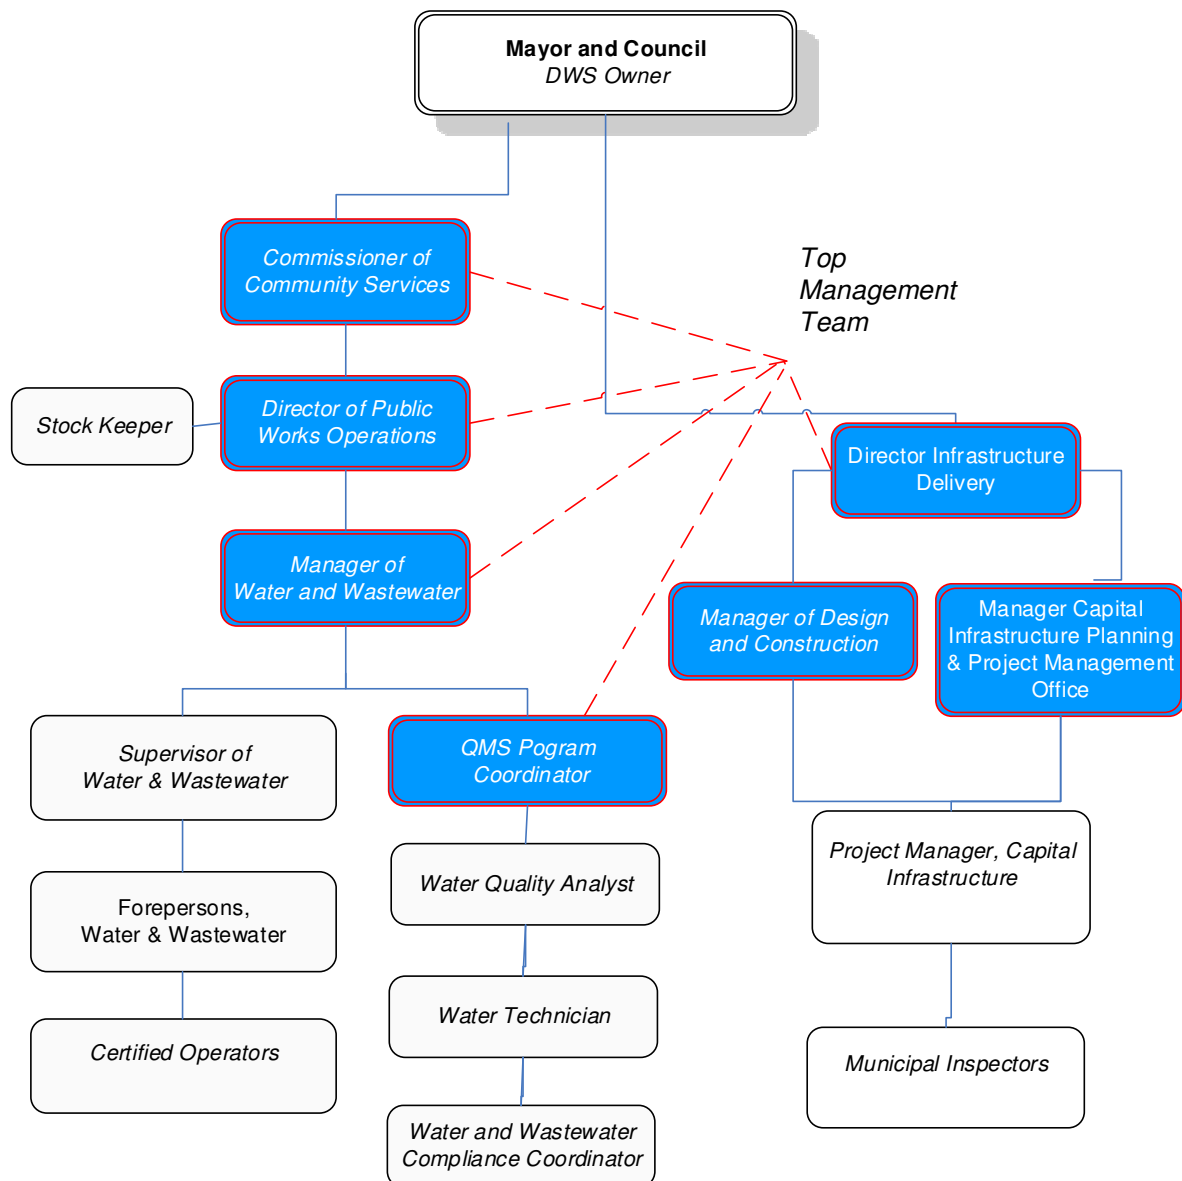 Mayor and Council
DWS Owner
Commissioner of
Community Services
Top
Management
Team
Stock Keeper
Director of Public
Works Operations
Director Infrastructure
Delivery
Manager of
Water and Wastewater
Manager of Design
and Construction
Manager Capital
Infrastructure Planning
& Project Management
Office
Supervisor of
Water & Wastewater
QMS Pogram
Coordinator
Project Manager, Capital
Infrastructure
Water Quality Analyst
Forepersons,
Water & Wastewater
Water Technician
Certified Operators
Municipal Inspectors
Water and Wastewater
Compliance Coordinator